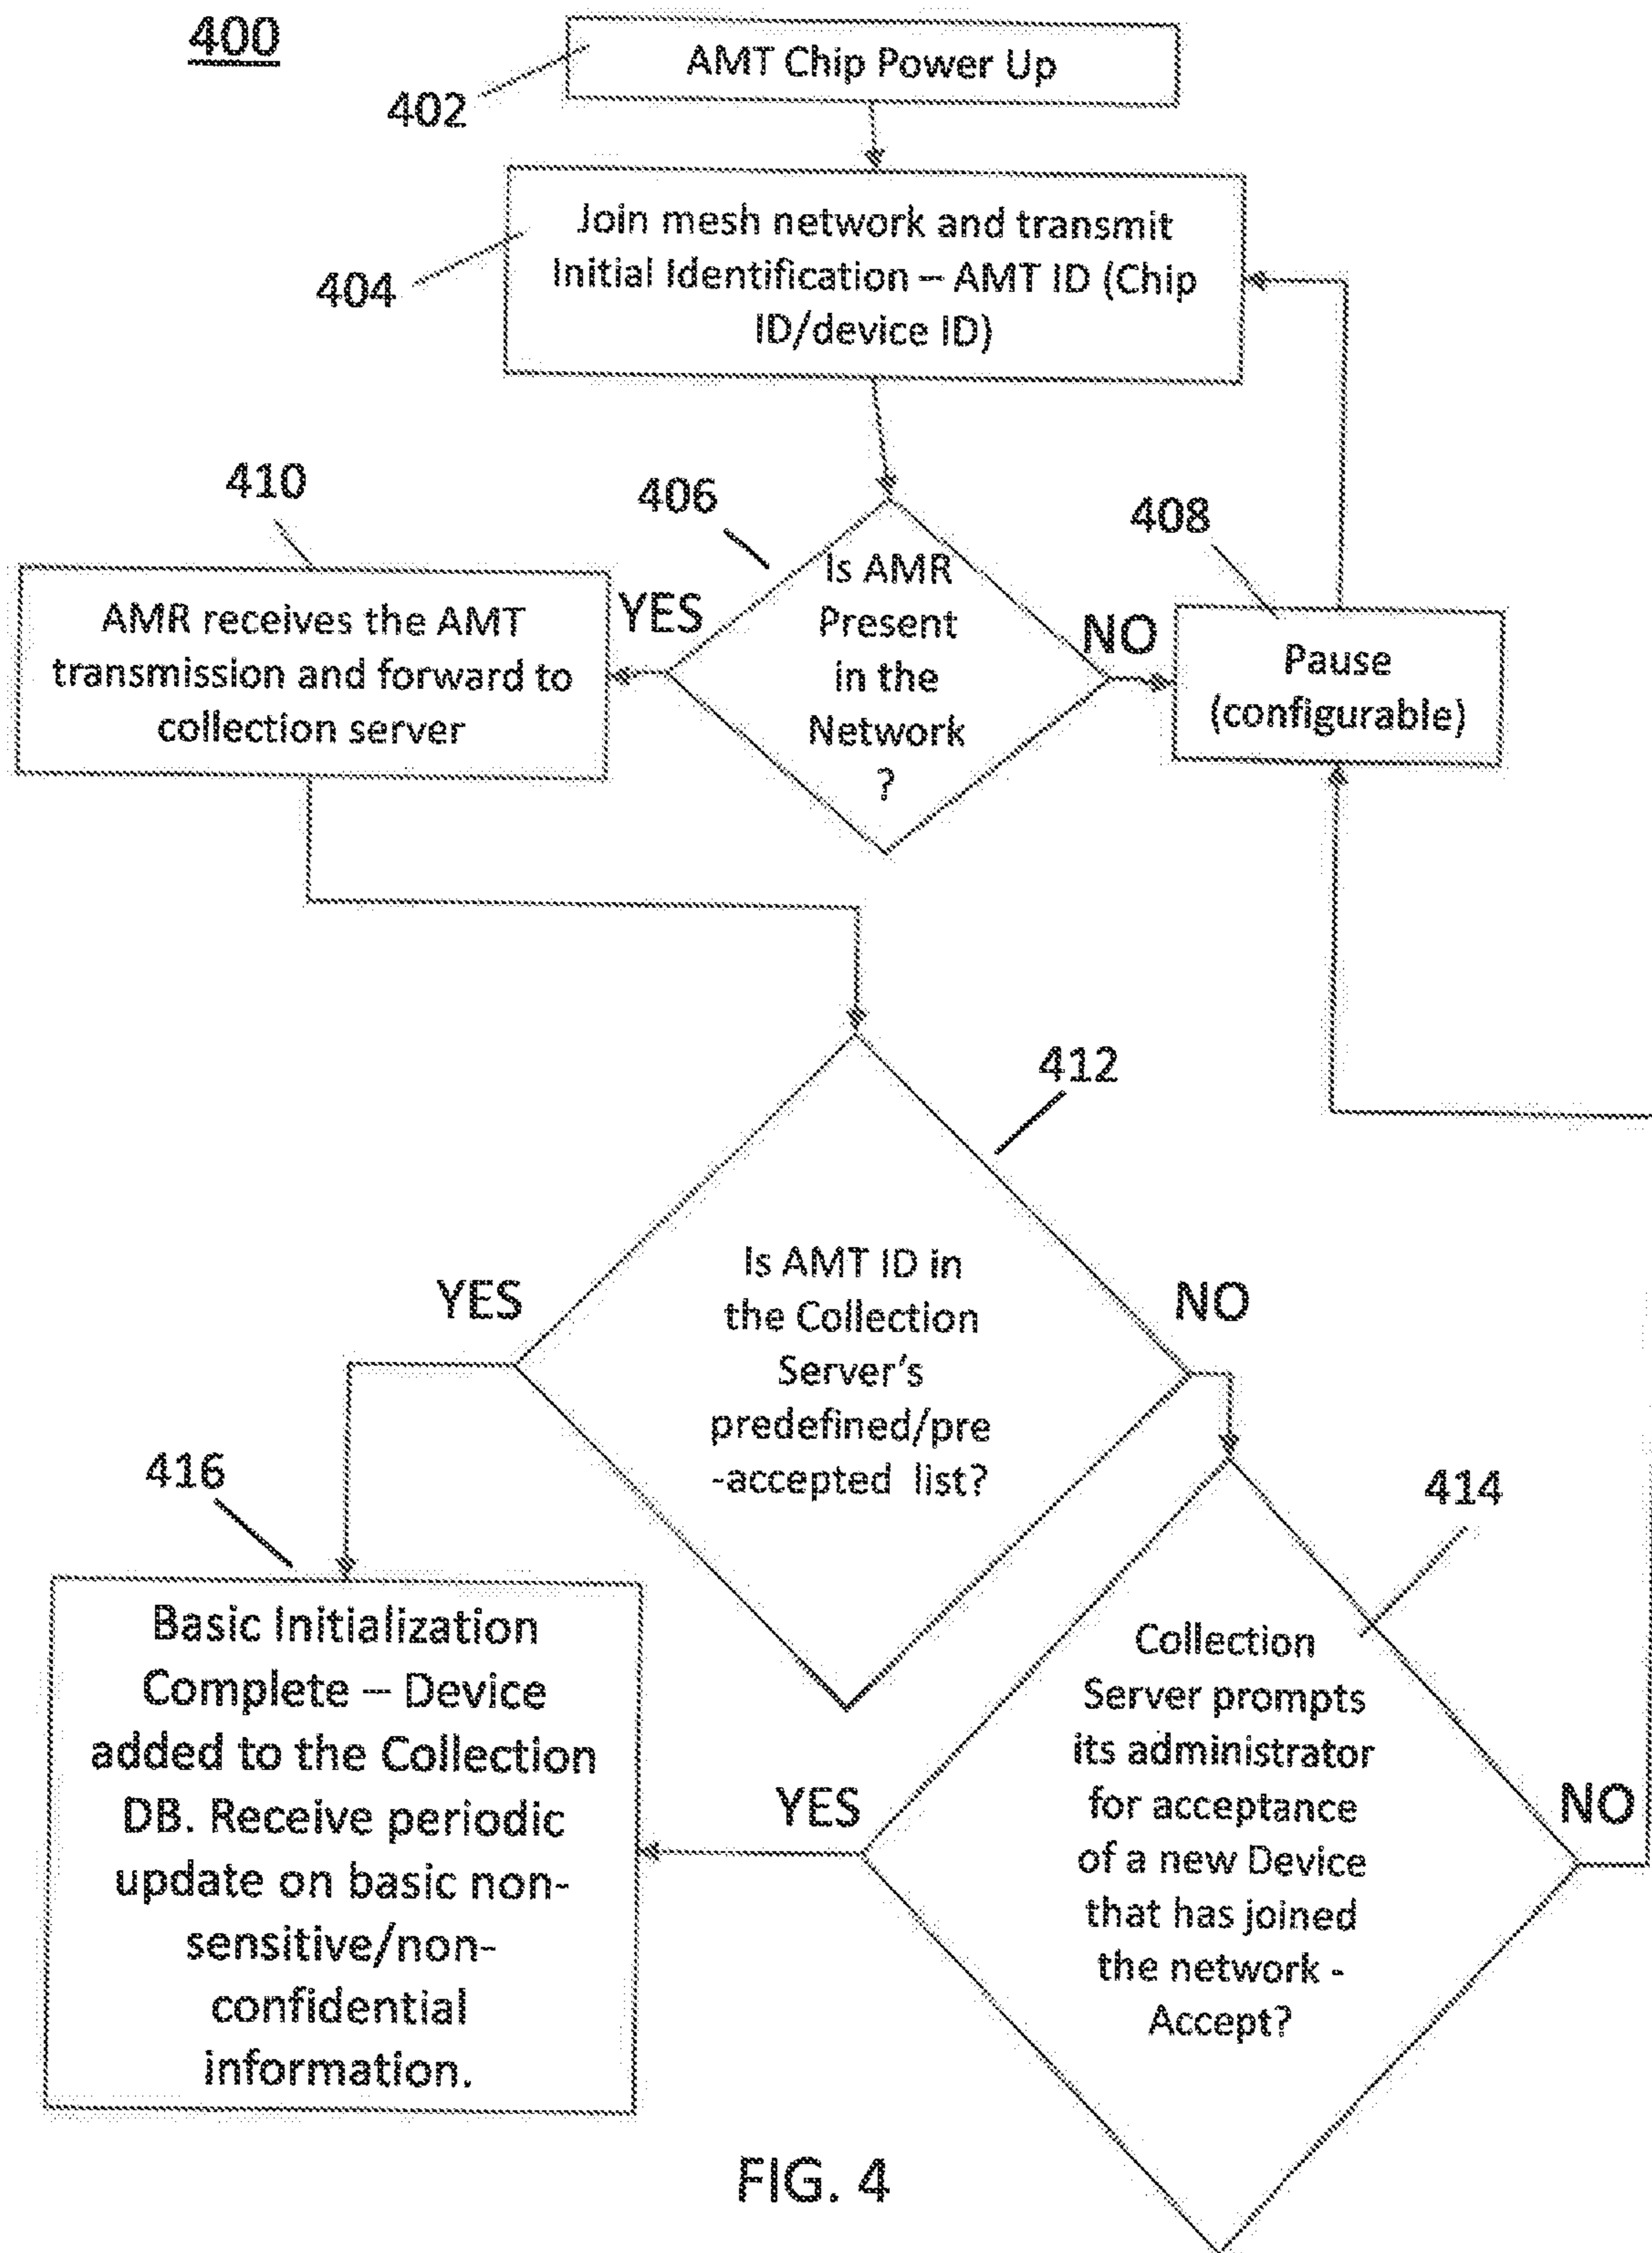 400
AMT Chip Power Up
402
Join mesh network and transmit
Initial Identification – AMT ID (Chip
ID/device ID)
404
406
Is AMR
Present
in the
Network
?
YES
NO
408
Pause
(configurable)
410
AMR receives the AMT
transmission and forward to
collection server
412
Is AMT ID in
the Collection
Server's
predefined/pre
-accepted list?
YES
NO
414
Collection
Server prompts
its administrator
for acceptance
of a new Device
that has joined
the network -
Accept?
YES
NO
416
Basic Initialization
Complete – Device
added to the Collection
DB. Receive periodic
update on basic non-
sensitive/non-
confidential
information.
FIG. 4